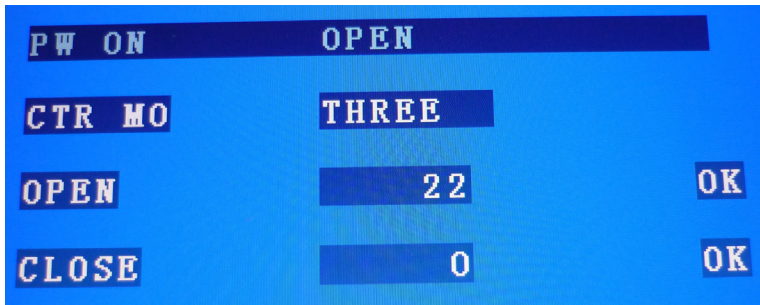 PW ON OPEN
CTR MO THREE
OPEN 22 OK
CLOSE 0 OK